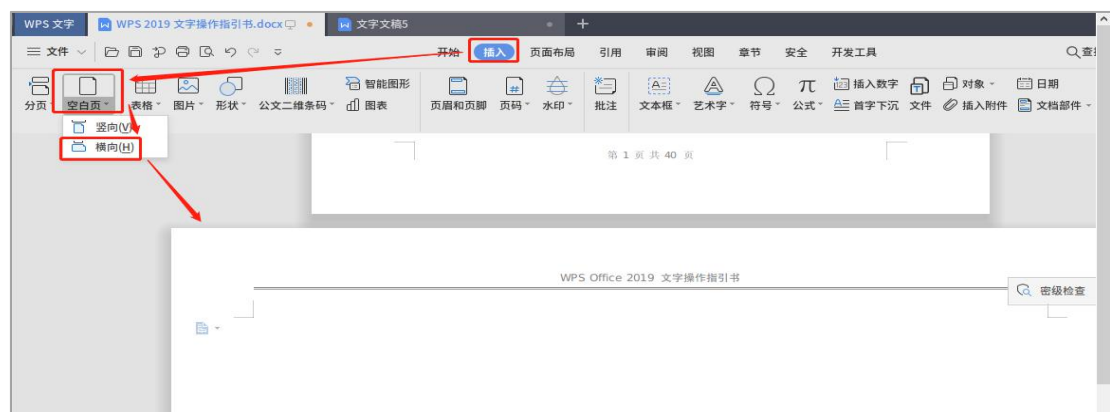 WPS 文字 WPS 2019 文字操作指引书.docx 文字文稿5 +
文件 开始 插入 页面布局 引用 审阅 视图 章节 安全 开发工具
智能图形 插入数字 对象 日期
分页 空白页 表格 图片 形状 公文二维条码 图表 页眉和页脚 页码 水印 批注 文本框 艺术字 符号 公式 首字下沉 文件 插入附件 文档部件
竖向(V)
横向(H)
第 1 页 共 40 页
WPS Office 2019 文字操作指引书
密级检查